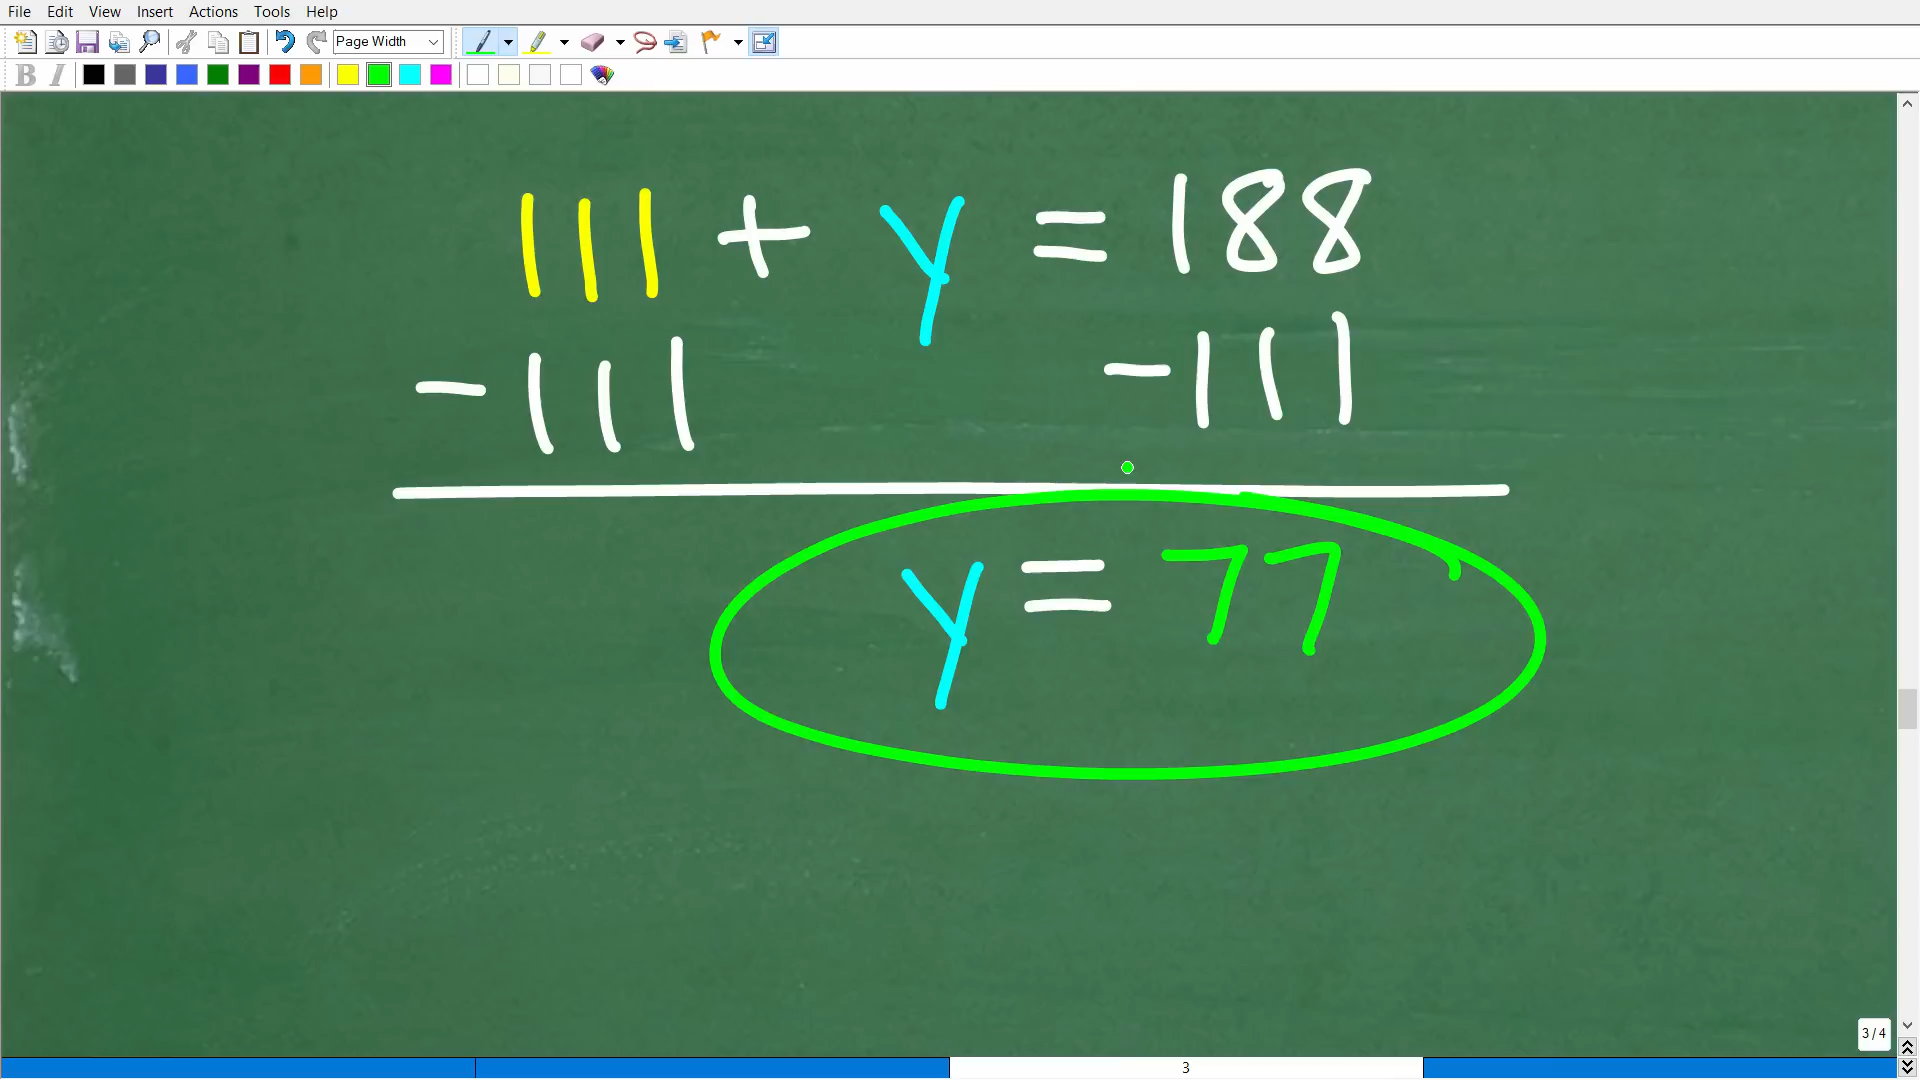 File Edit View Insert Actions Tools Help
Page Width
B I
111 + y = 188
-111 -111
y = 77
3 / 4
3